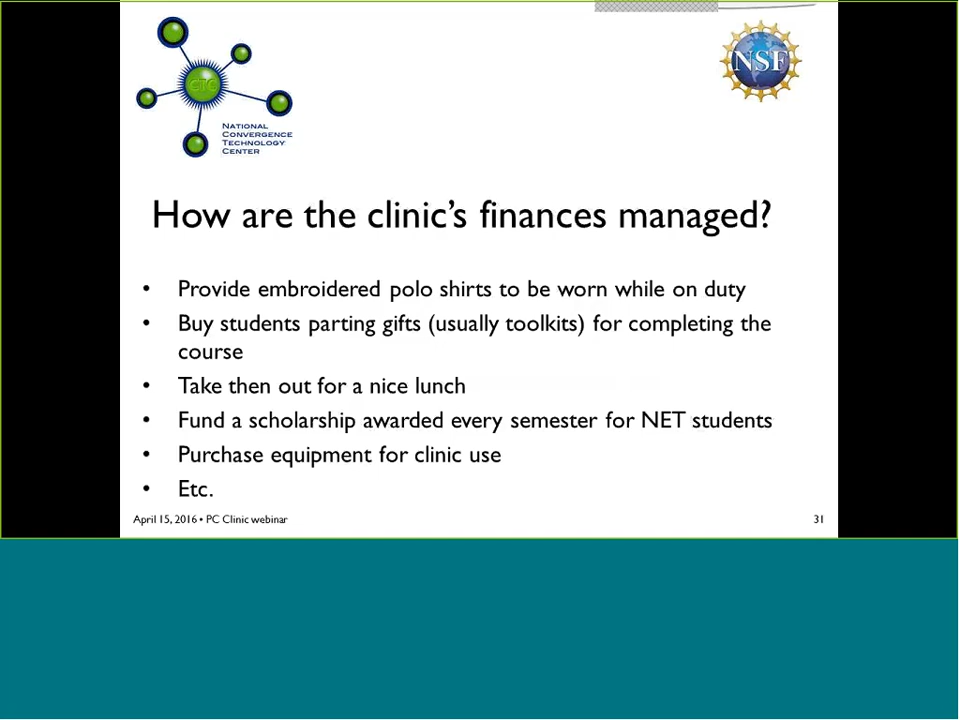 CTC
NATIONAL
CONVERGENCE
TECHNOLOGY
CENTER
NSF
How are the clinic's finances managed?
• Provide embroidered polo shirts to be worn while on duty
• Buy students parting gifts (usually toolkits) for completing the
course
• Take then out for a nice lunch
• Fund a scholarship awarded every semester for NET students
• Purchase equipment for clinic use
• Etc.
April 15, 2016 • PC Clinic webinar
31